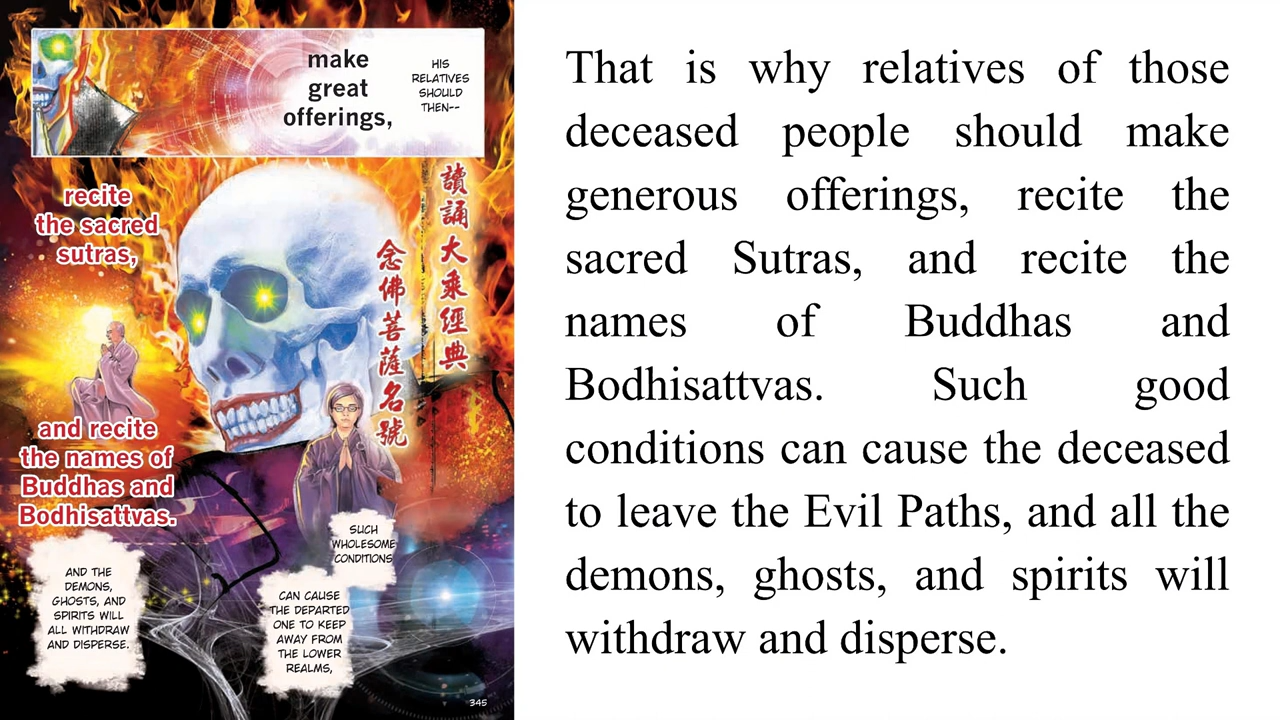 HIS
RELATIVES
SHOULD
THEN--
make
great
offerings,
讀誦大乘經典
念佛菩薩名號
recite
the sacred
sutras,
and recite
the names of
Buddhas and
Bodhisattvas.
SUCH
WHOLESOME
CONDITIONS
CAN CAUSE
THE DEPARTED
ONE TO KEEP
AWAY FROM
THE LOWER
REALMS,
AND THE
DEMONS,
GHOSTS, AND
SPIRITS WILL
ALL WITHDRAW
AND DISPERSE.
345
That is why relatives of those
deceased people should make
generous offerings, recite the
sacred Sutras, and recite the
names of Buddhas and
Bodhisattvas. Such good
conditions can cause the deceased
to leave the Evil Paths, and all the
demons, ghosts, and spirits will
withdraw and disperse.